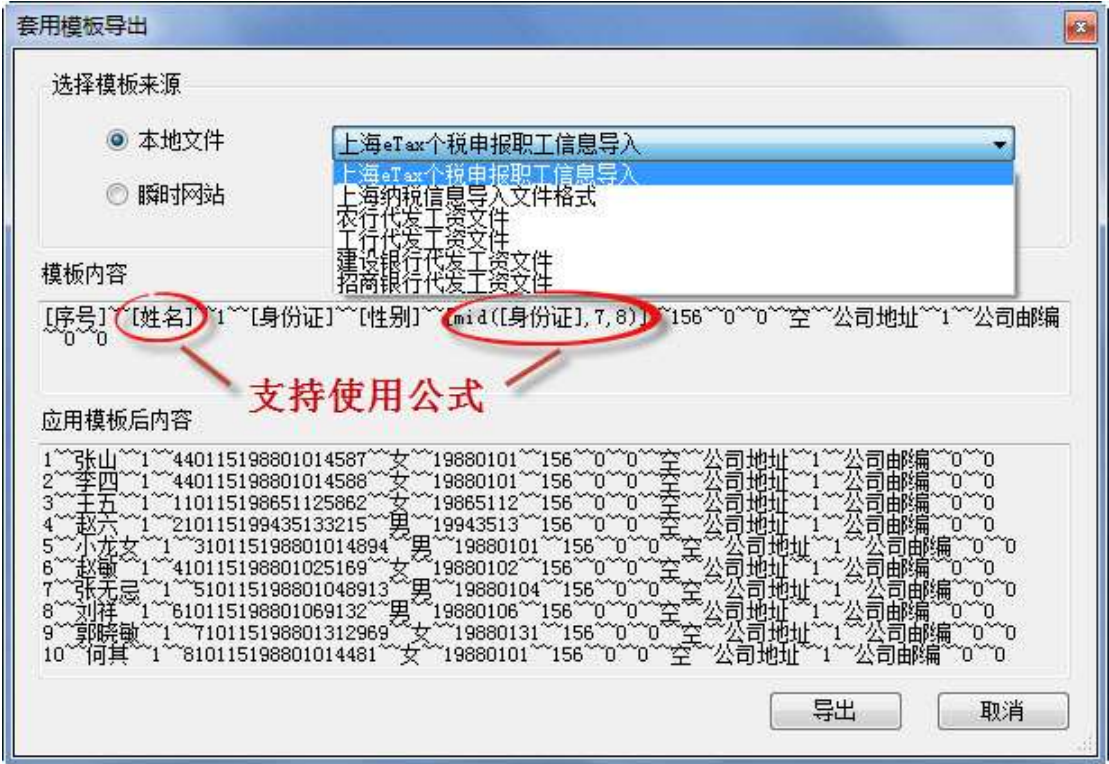 套用模板导出
选择模板来源
本地文件
上海eTax个税申报职工信息导入
上海eTax个税申报职工信息导入
瞬时网站
上海纳税信息导入文件格式
农行代发工资文件
工行代发工资文件
建设银行代发工资文件
招商银行代发工资文件
模板内容
[序号]~~[姓名]~~1~~[身份证]~~[性别]~~[mid([身份证],7,8)]~~156~~0~~0~~空~~公司地址~~1~~公司邮编
~~0~~0
支持使用公式
应用模板后内容
1~~张山~~1~~440115198801014587~~女~~19880101~~156~~0~~0~~空~~公司地址~~1~~公司邮编~~0~~0
2~~李四~~1~~440115198801014588~~女~~19880101~~156~~0~~0~~空~~公司地址~~1~~公司邮编~~0~~0
3~~王五~~1~~110115198651125862~~女~~19865112~~156~~0~~0~~空~~公司地址~~1~~公司邮编~~0~~0
4~~赵六~~1~~210115199435133215~~男~~19943513~~156~~0~~0~~空~~公司地址~~1~~公司邮编~~0~~0
5~~小龙女~~1~~310115198801014894~~男~~19880101~~156~~0~~0~~空~~公司地址~~1~~公司邮编~~0~~0
6~~赵敏~~1~~410115198801025169~~女~~19880102~~156~~0~~0~~空~~公司地址~~1~~公司邮编~~0~~0
7~~张无忌~~1~~510115198801048913~~男~~19880104~~156~~0~~0~~空~~公司地址~~1~~公司邮编~~0~~0
8~~刘祥~~1~~610115198801069132~~男~~19880106~~156~~0~~0~~空~~公司地址~~1~~公司邮编~~0~~0
9~~郭晓敏~~1~~710115198801312969~~女~~19880131~~156~~0~~0~~空~~公司地址~~1~~公司邮编~~0~~0
10~~何其~~1~~810115198801014481~~女~~19880101~~156~~0~~0~~空~~公司地址~~1~~公司邮编~~0~~0
导出
取消